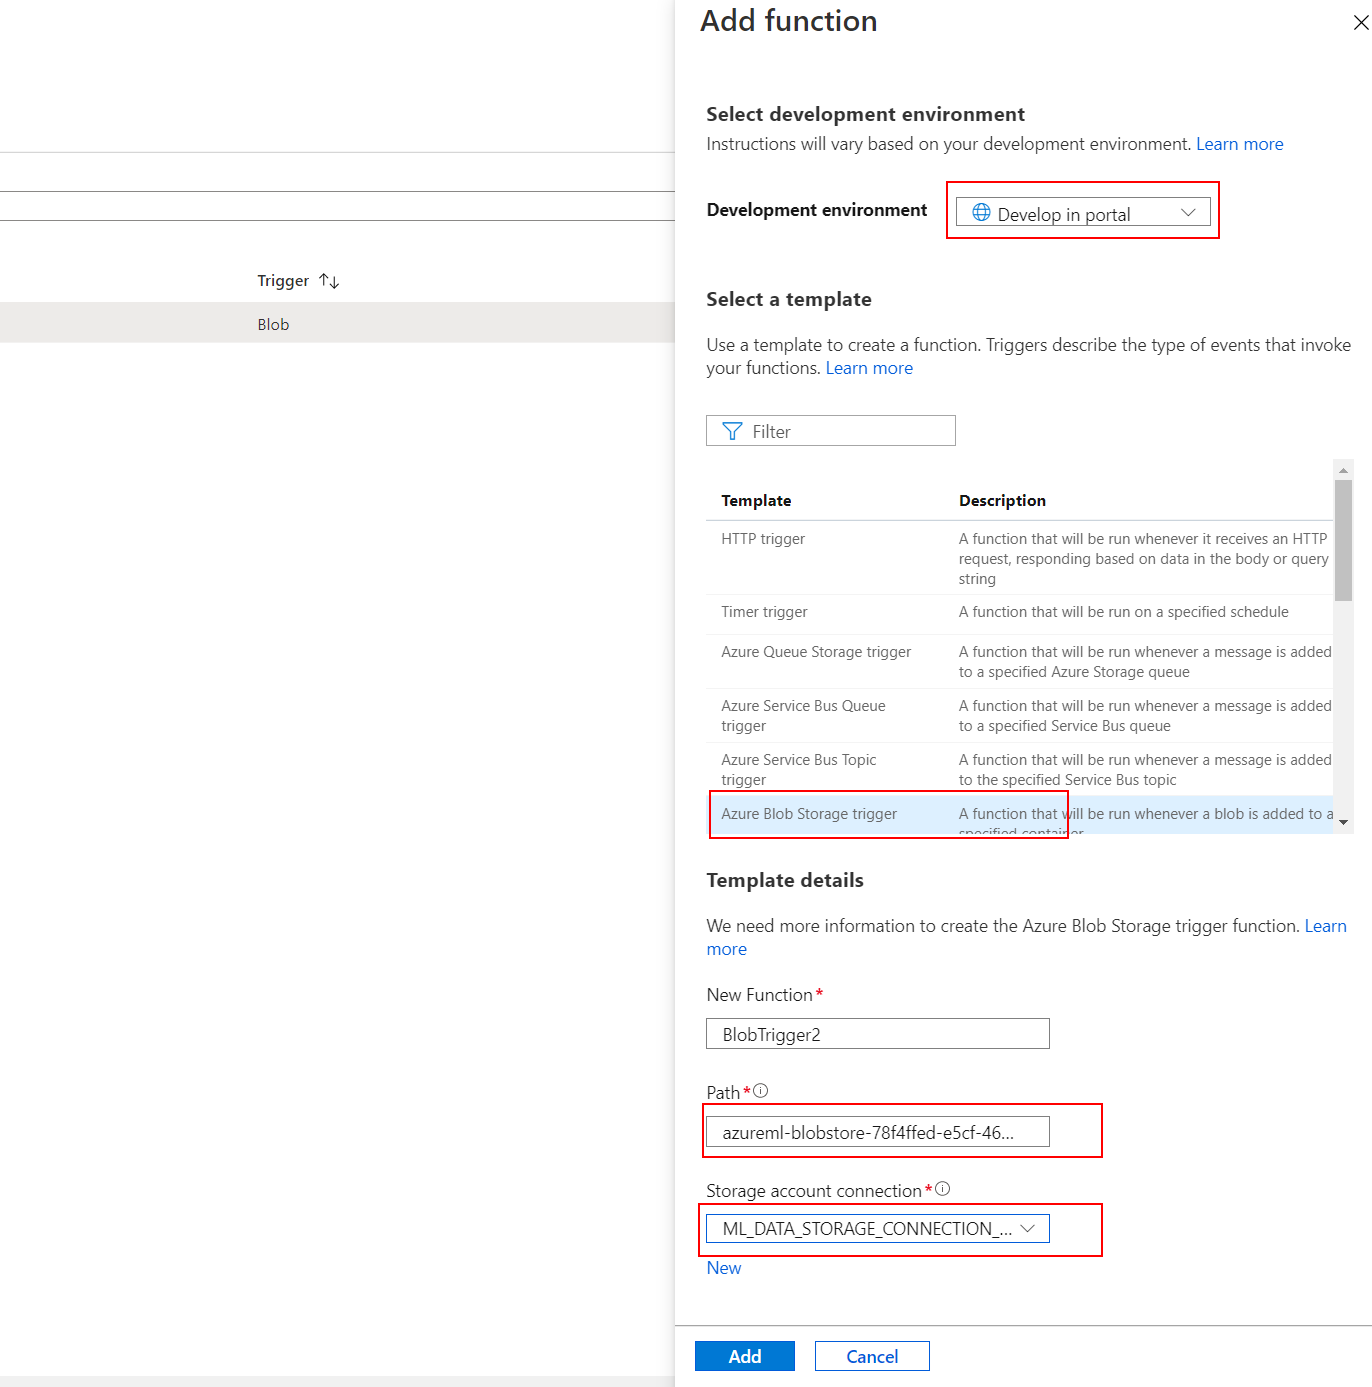 Add function
Select development environment
Instructions will vary based on your development environment. Learn more
Development environment
Develop in portal
Trigger
Blob
Select a template
Use a template to create a function. Triggers describe the type of events that invoke
your functions. Learn more
Filter
Template
Description
HTTP trigger
A function that will be run whenever it receives an HTTP
request, responding based on data in the body or query
string
Timer trigger
A function that will be run on a specified schedule
Azure Queue Storage trigger
A function that will be run whenever a message is added
to a specified Azure Storage queue
Azure Service Bus Queue
trigger
A function that will be run whenever a message is added
to a specified Service Bus queue
Azure Service Bus Topic
trigger
A function that will be run whenever a message is added
to the specified Service Bus topic
Azure Blob Storage trigger
A function that will be run whenever a blob is added to a
specified container
Template details
We need more information to create the Azure Blob Storage trigger function. Learn
more
New Function*
BlobTrigger2
Path*
azureml-blobstore-78f4ffed-e5cf-46...
Storage account connection*
ML_DATA_STORAGE_CONNECTION_...
New
Add
Cancel